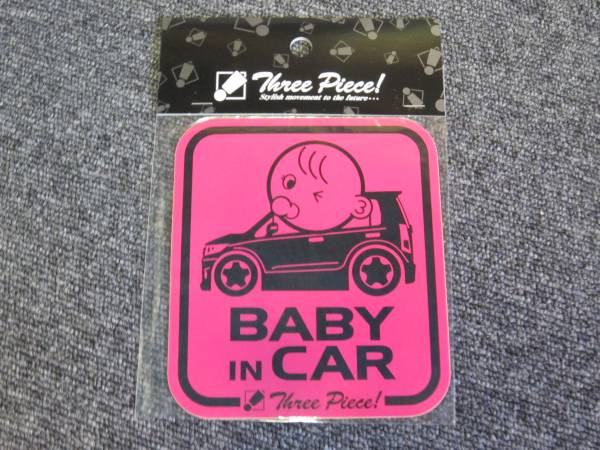 Three Piece!
Stylish movement to the future・・・
BABY
IN CAR
Three Piece!